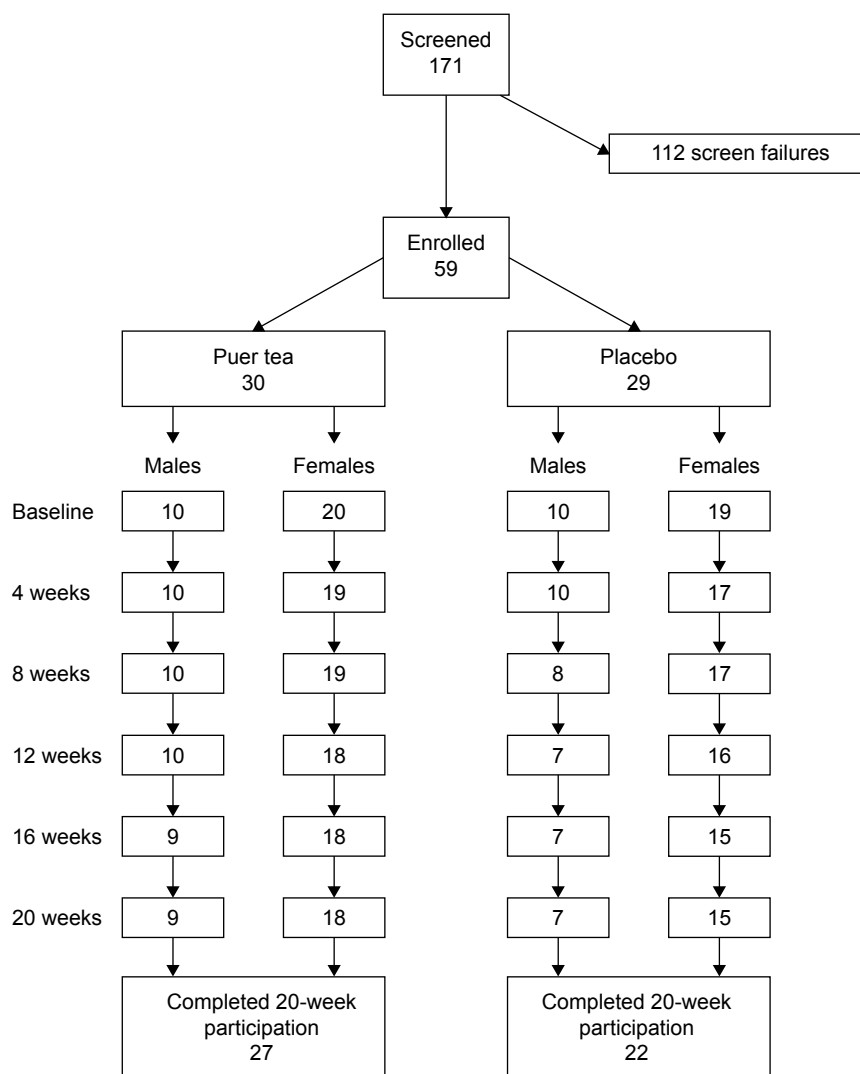 Screened
171
112 screen failures
Enrolled
59
Puer tea
30
Placebo
29
Males Females Males Females
Baseline 10 20 10 19
4 weeks 10 19 10 17
8 weeks 10 19 8 17
12 weeks 10 18 7 16
16 weeks 9 18 7 15
20 weeks 9 18 7 15
Completed 20-week
participation
27
Completed 20-week
participation
22